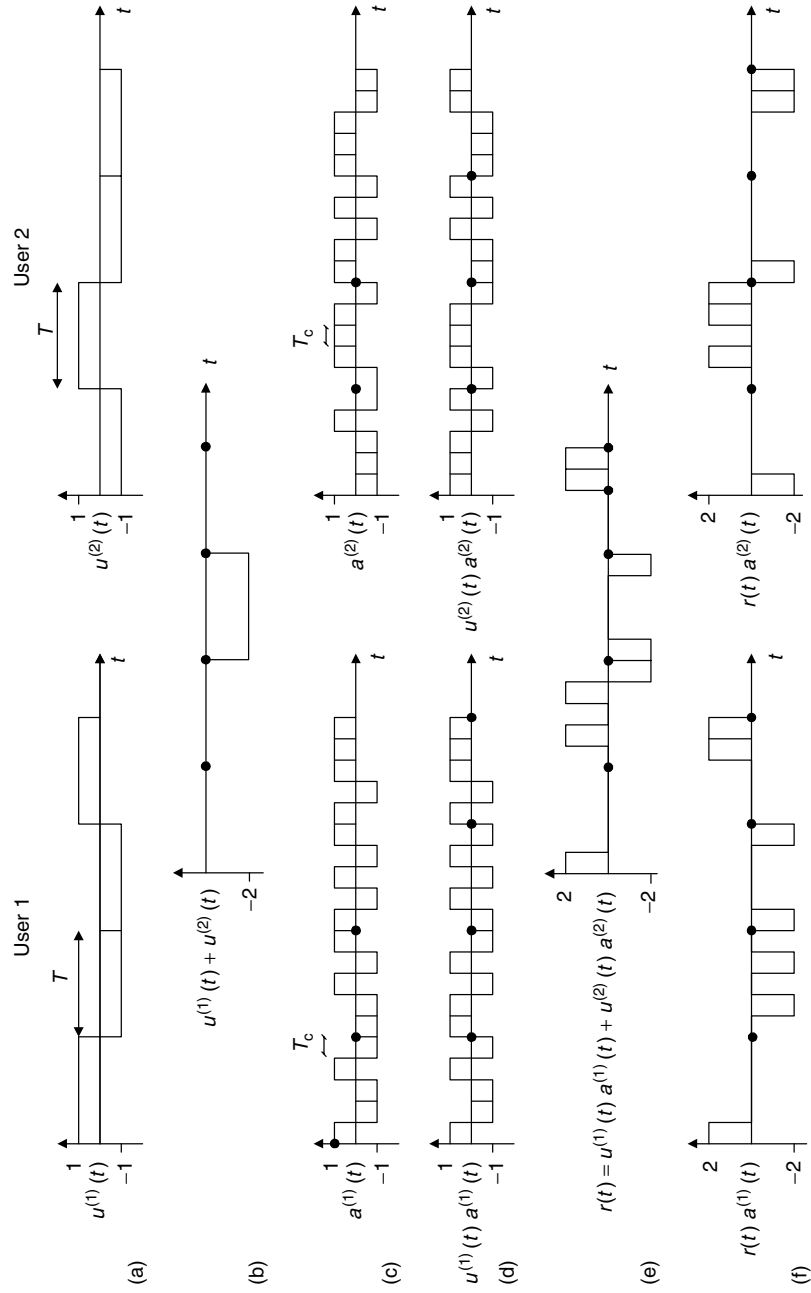 User 1
User 2
(a)
1
u(1) (t)
−1
T
t
1
u(2) (t)
−1
T
t
(b)
u(1) (t) + u(2) (t)
−2
t
(c)
1
a(1) (t)
−1
Tc
t
1
a(2) (t)
−1
Tc
t
(d)
1
u(1) (t) a(1) (t)
−1
t
1
u(2) (t) a(2) (t)
−1
t
(e)
2
r(t) = u(1) (t) a(1) (t) + u(2) (t) a(2) (t)
−2
t
(f)
2
r(t) a(1) (t)
−2
t
2
r(t) a(2) (t)
−2
t